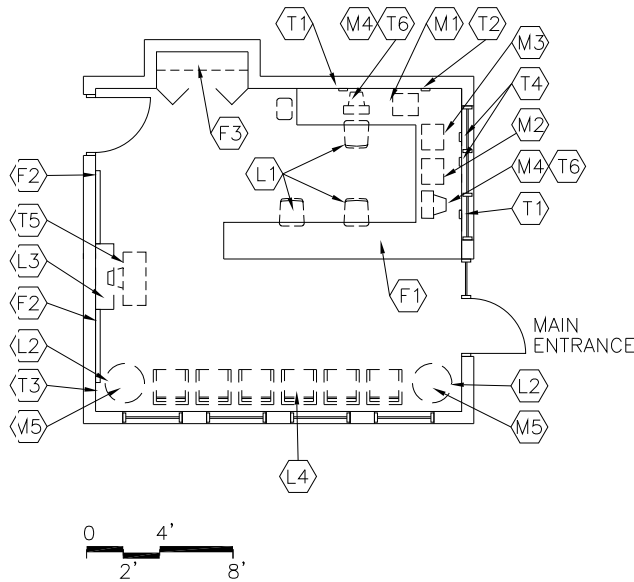 T1
M4
T6
M1
T2
M3
T4
F3
M2
L1
M4
T6
F2
T5
T1
L3
F1
F2
MAIN
ENTRANCE
L2
L2
T3
M5
M5
L4
0
4'
2'
8'